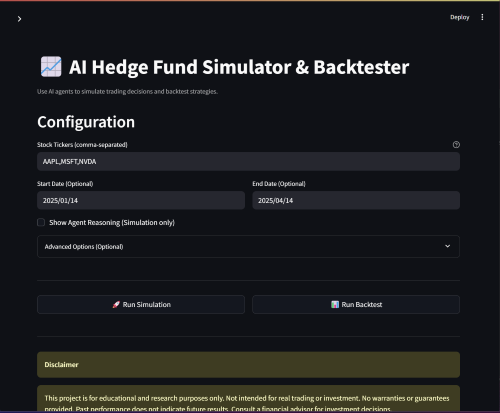 Deploy
AI Hedge Fund Simulator & Backtester
Use AI agents to simulate trading decisions and backtest strategies.
Configuration
Stock Tickers (comma-separated)
AAPL,MSFT,NVDA
Start Date (Optional)
End Date (Optional)
2025/01/14
2025/04/14
Show Agent Reasoning (Simulation only)
Advanced Options (Optional)
Run Simulation
Run Backtest
Disclaimer
This project is for educational and research purposes only. Not intended for real trading or investment. No warranties or guarantees
provided. Past performance does not indicate future results. Consult a financial advisor for investment decisions.